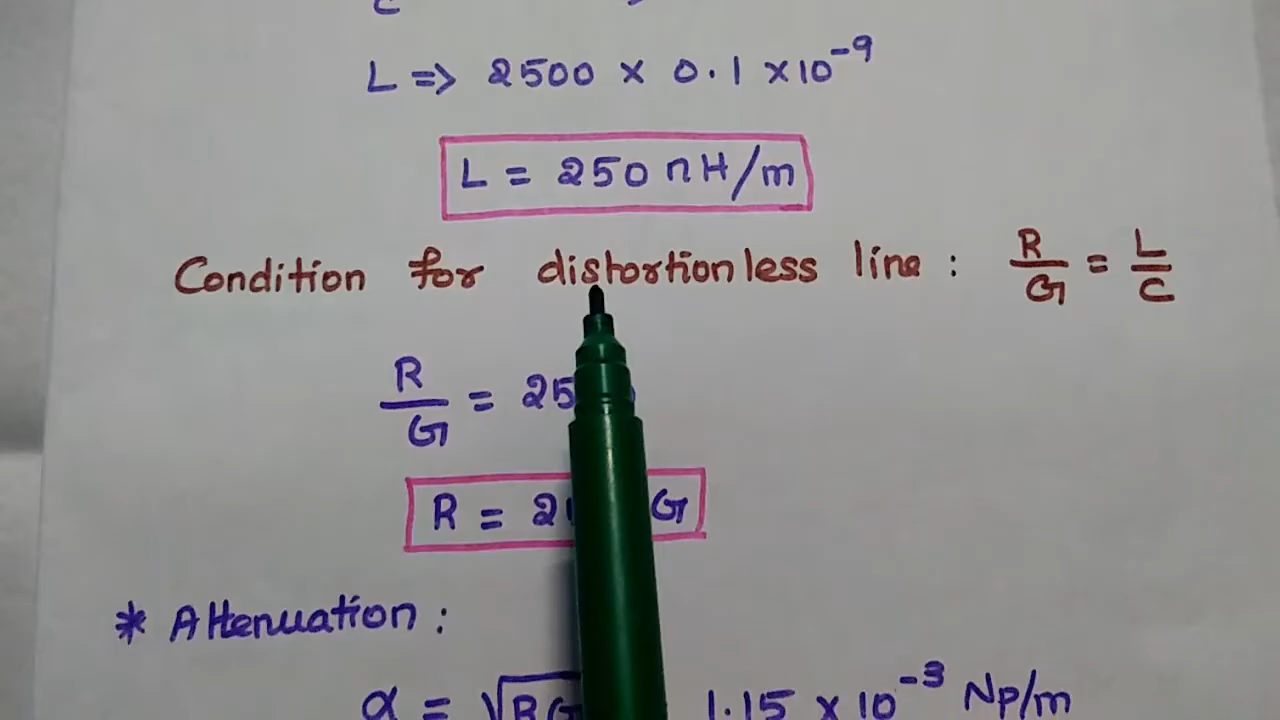 L => 2500 × 0.1 ×10⁻⁹
L = 250 nH/m
Condition for distortionless line : R/G = L/C
R/G = 25
R = 2 G
* Attenuation :
α = √RG 1.15 × 10⁻³ Np/m